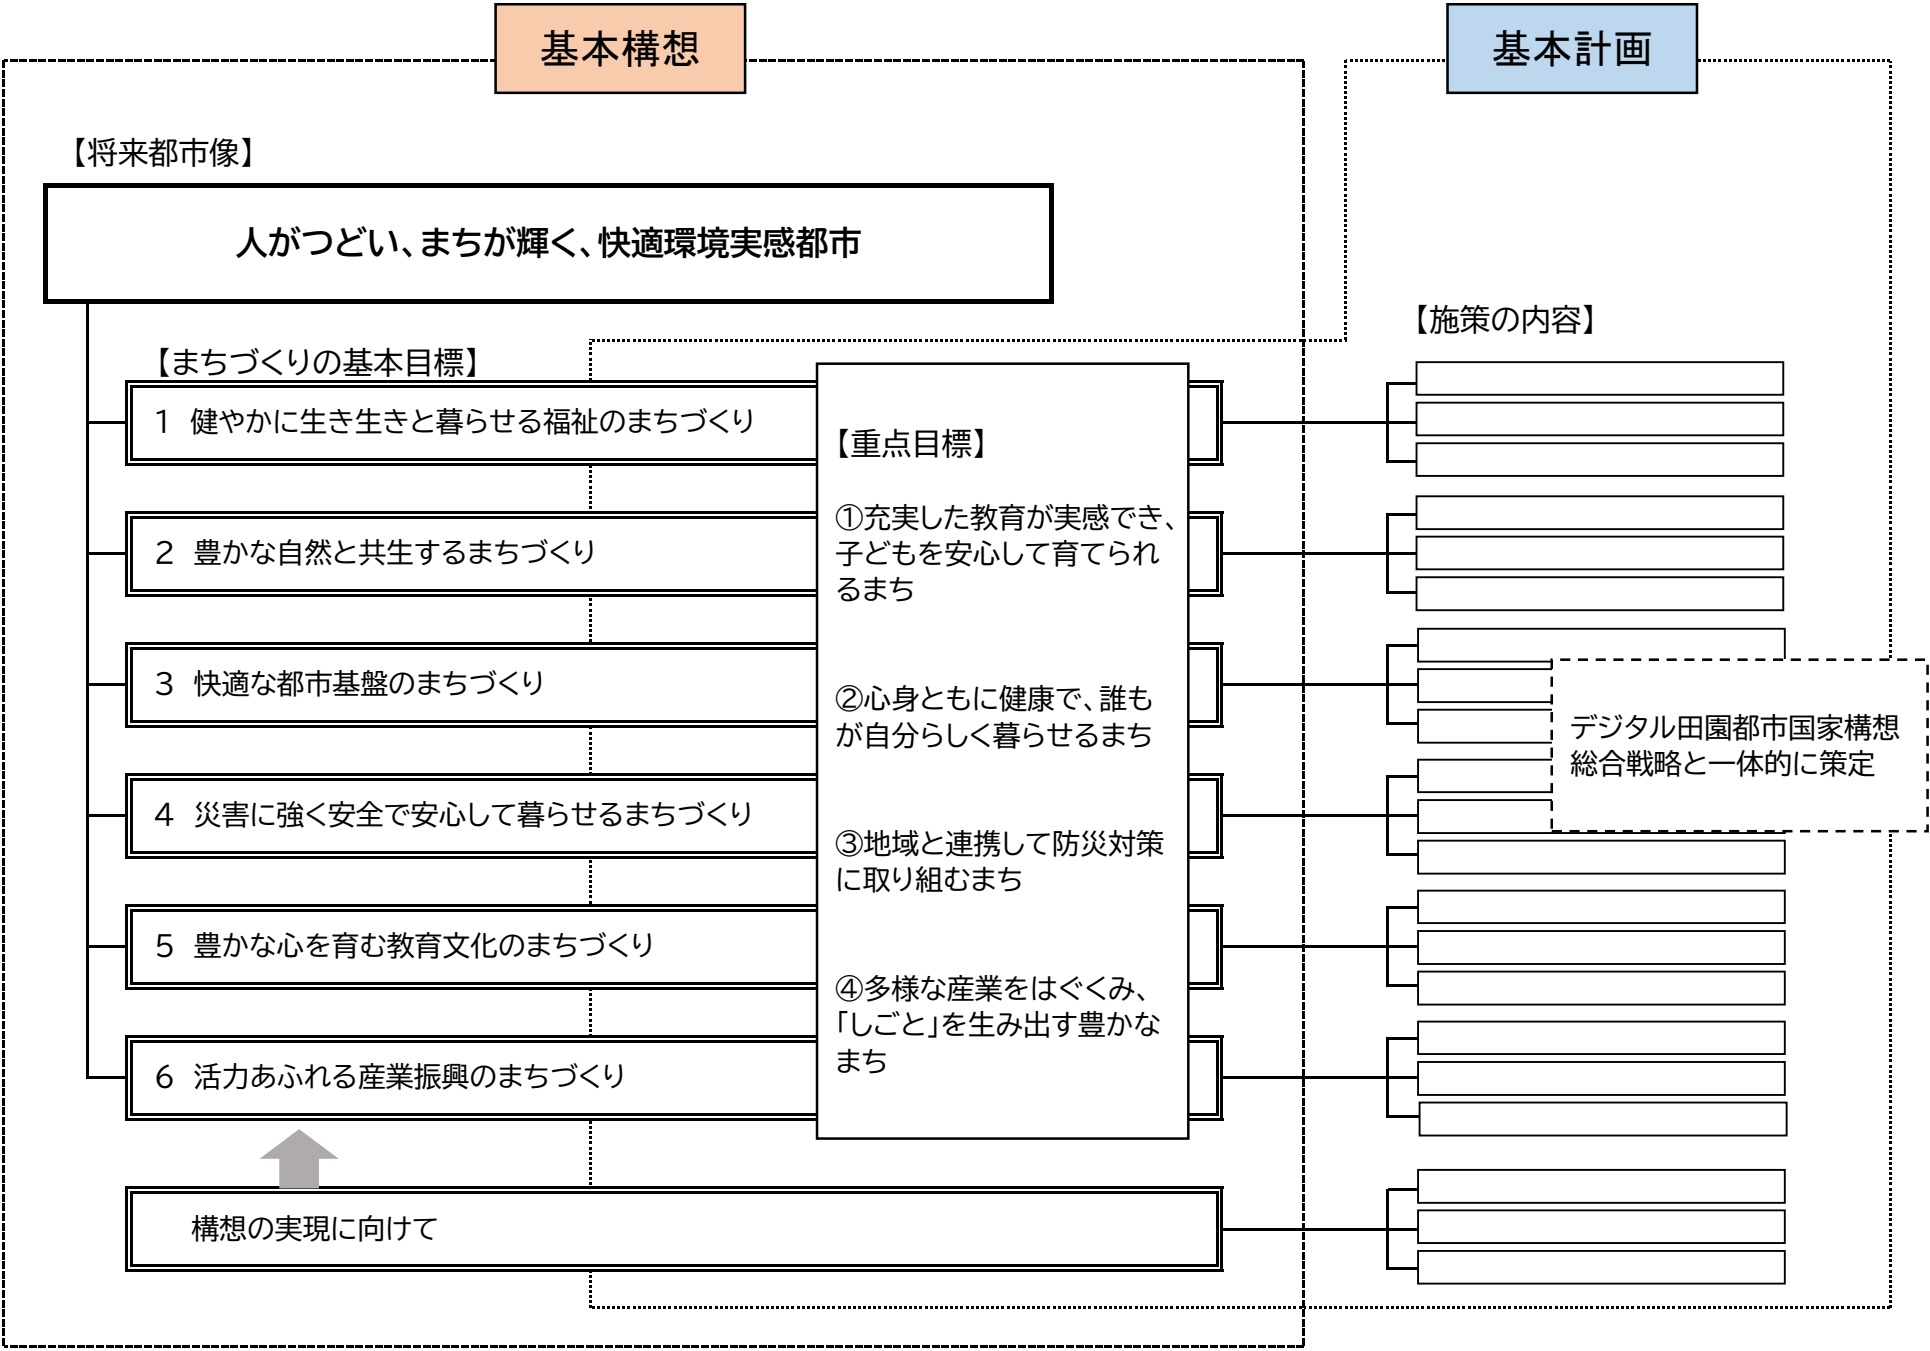 基本構想
基本計画
【将来都市像】
人がつどい、まちが輝く、快適環境実感都市
【まちづくりの基本目標】
1 健やかに生き生きと暮らせる福祉のまちづくり
2 豊かな自然と共生するまちづくり
3 快適な都市基盤のまちづくり
4 災害に強く安全で安心して暮らせるまちづくり
5 豊かな心を育む教育文化のまちづくり
6 活力あふれる産業振興のまちづくり
構想の実現に向けて
【重点目標】
①充実した教育が実感でき、
子どもを安心して育てられ
るまち
②心身ともに健康で、誰も
が自分らしく暮らせるまち
③地域と連携して防災対策
に取り組むまち
④多様な産業をはぐくみ、
「しごと」を生み出す豊かな
まち
【施策の内容】
デジタル田園都市国家構想
総合戦略と一体的に策定